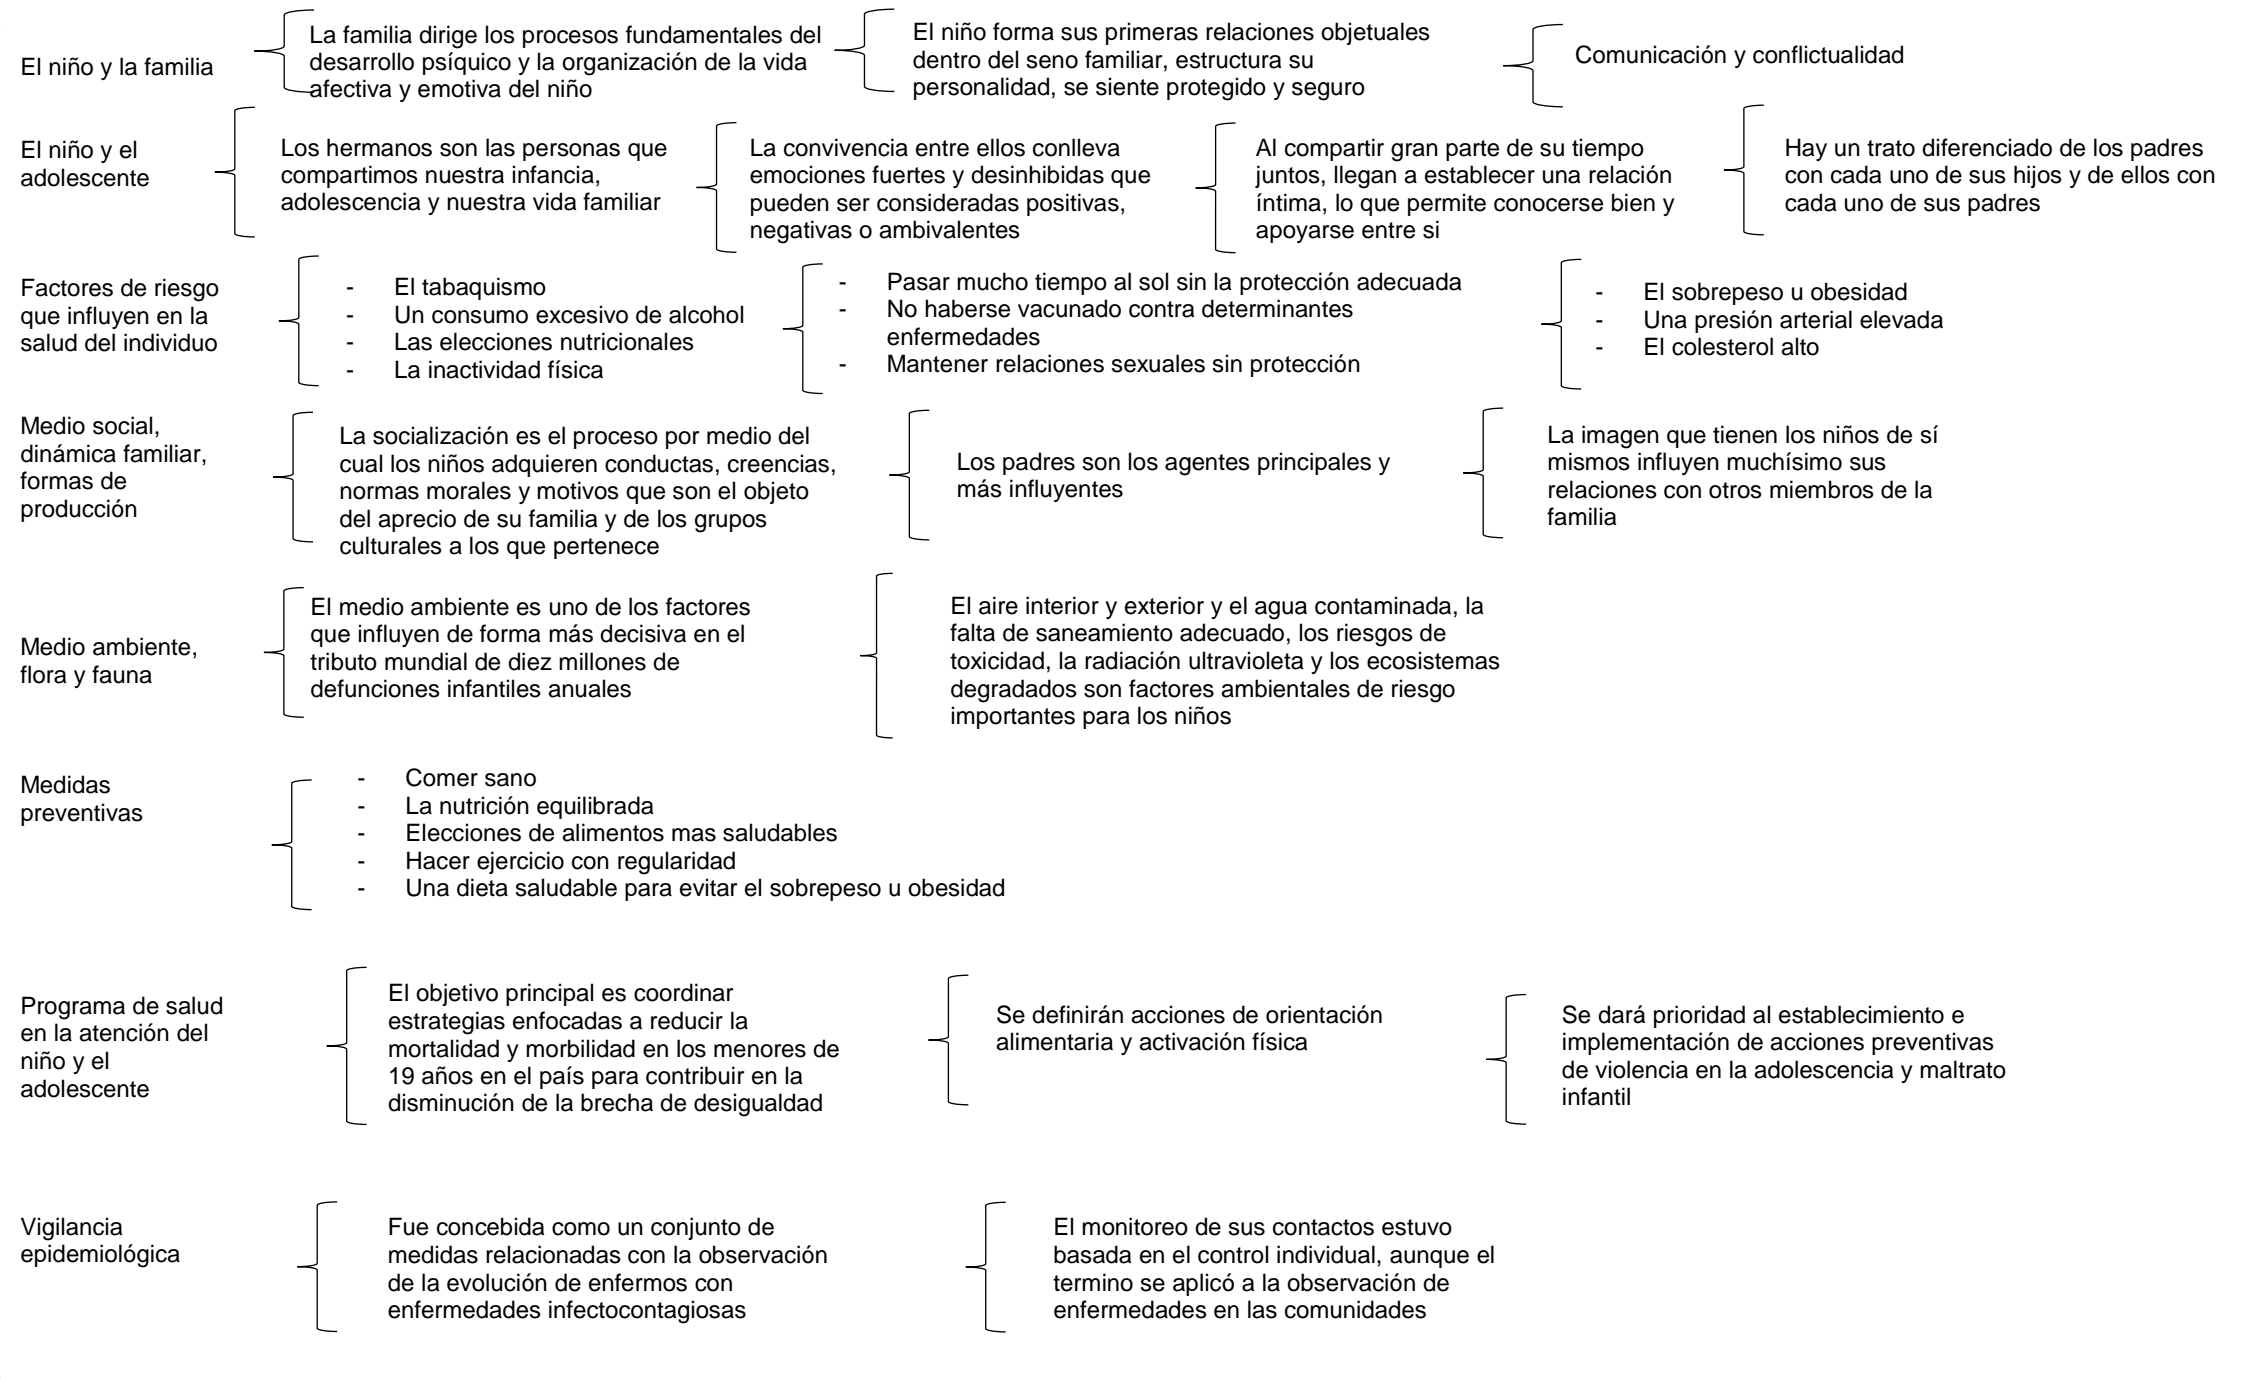 El niño y la familia
La familia dirige los procesos fundamentales del
desarrollo psíquico y la organización de la vida
afectiva y emotiva del niño
El niño forma sus primeras relaciones objetuales
dentro del seno familiar, estructura su
personalidad, se siente protegido y seguro
Comunicación y conflictualidad
El niño y el
adolescente
Los hermanos son las personas que
compartimos nuestra infancia,
adolescencia y nuestra vida familiar
La convivencia entre ellos conlleva
emociones fuertes y desinhibidas que
pueden ser consideradas positivas,
negativas o ambivalentes
Al compartir gran parte de su tiempo
juntos, llegan a establecer una relación
íntima, lo que permite conocerse bien y
apoyarse entre si
Hay un trato diferenciado de los padres
con cada uno de sus hijos y de ellos con
cada uno de sus padres
Factores de riesgo
que influyen en la
salud del individuo
- El tabaquismo
- Un consumo excesivo de alcohol
- Las elecciones nutricionales
- La inactividad física
- Pasar mucho tiempo al sol sin la protección adecuada
- No haberse vacunado contra determinantes
enfermedades
- Mantener relaciones sexuales sin protección
- El sobrepeso u obesidad
- Una presión arterial elevada
- El colesterol alto
Medio social,
dinámica familiar,
formas de
producción
La socialización es el proceso por medio del
cual los niños adquieren conductas, creencias,
normas morales y motivos que son el objeto
del aprecio de su familia y de los grupos
culturales a los que pertenece
Los padres son los agentes principales y
más influyentes
La imagen que tienen los niños de sí
mismos influyen muchísimo sus
relaciones con otros miembros de la
familia
Medio ambiente,
flora y fauna
El medio ambiente es uno de los factores
que influyen de forma más decisiva en el
tributo mundial de diez millones de
defunciones infantiles anuales
El aire interior y exterior y el agua contaminada, la
falta de saneamiento adecuado, los riesgos de
toxicidad, la radiación ultravioleta y los ecosistemas
degradados son factores ambientales de riesgo
importantes para los niños
Medidas
preventivas
- Comer sano
- La nutrición equilibrada
- Elecciones de alimentos mas saludables
- Hacer ejercicio con regularidad
- Una dieta saludable para evitar el sobrepeso u obesidad
Programa de salud
en la atención del
niño y el
adolescente
El objetivo principal es coordinar
estrategias enfocadas a reducir la
mortalidad y morbilidad en los menores de
19 años en el país para contribuir en la
disminución de la brecha de desigualdad
Se definirán acciones de orientación
alimentaria y activación física
Se dará prioridad al establecimiento e
implementación de acciones preventivas
de violencia en la adolescencia y maltrato
infantil
Vigilancia
epidemiológica
Fue concebida como un conjunto de
medidas relacionadas con la observación
de la evolución de enfermos con
enfermedades infectocontagiosas
El monitoreo de sus contactos estuvo
basada en el control individual, aunque el
termino se aplicó a la observación de
enfermedades en las comunidades